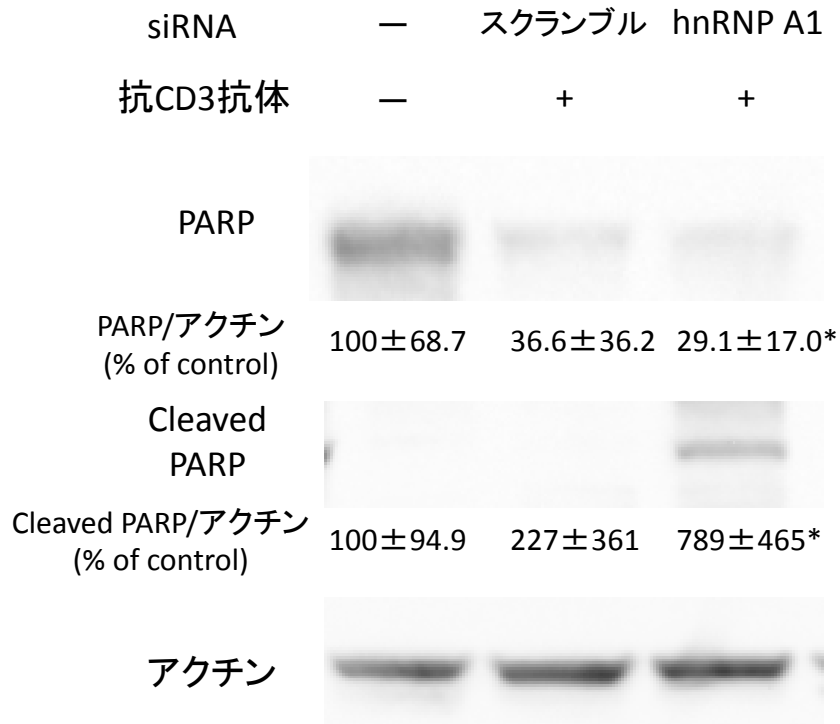 siRNA — スクランブル hnRNP A1
抗CD3抗体 — + +
PARP
PARP/アクチン
(% of control) 100±68.7 36.6±36.2 29.1±17.0*
Cleaved
PARP
Cleaved PARP/アクチン
(% of control) 100±94.9 227±361 789±465*
アクチン